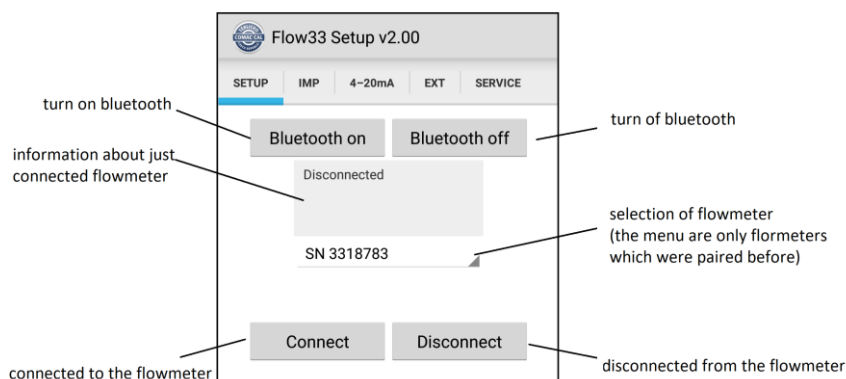 COMAC CAL
Flow33 Setup v2.00
SETUP IMP 4-20mA EXT SERVICE
turn on bluetooth
Bluetooth on Bluetooth off
turn of bluetooth
information about just
connected flowmeter
Disconnected
selection of flowmeter
(the menu are only flormeters
which were paired before)
SN 3318783
Connect Disconnect
connected to the flowmeter
disconnected from the flowmeter